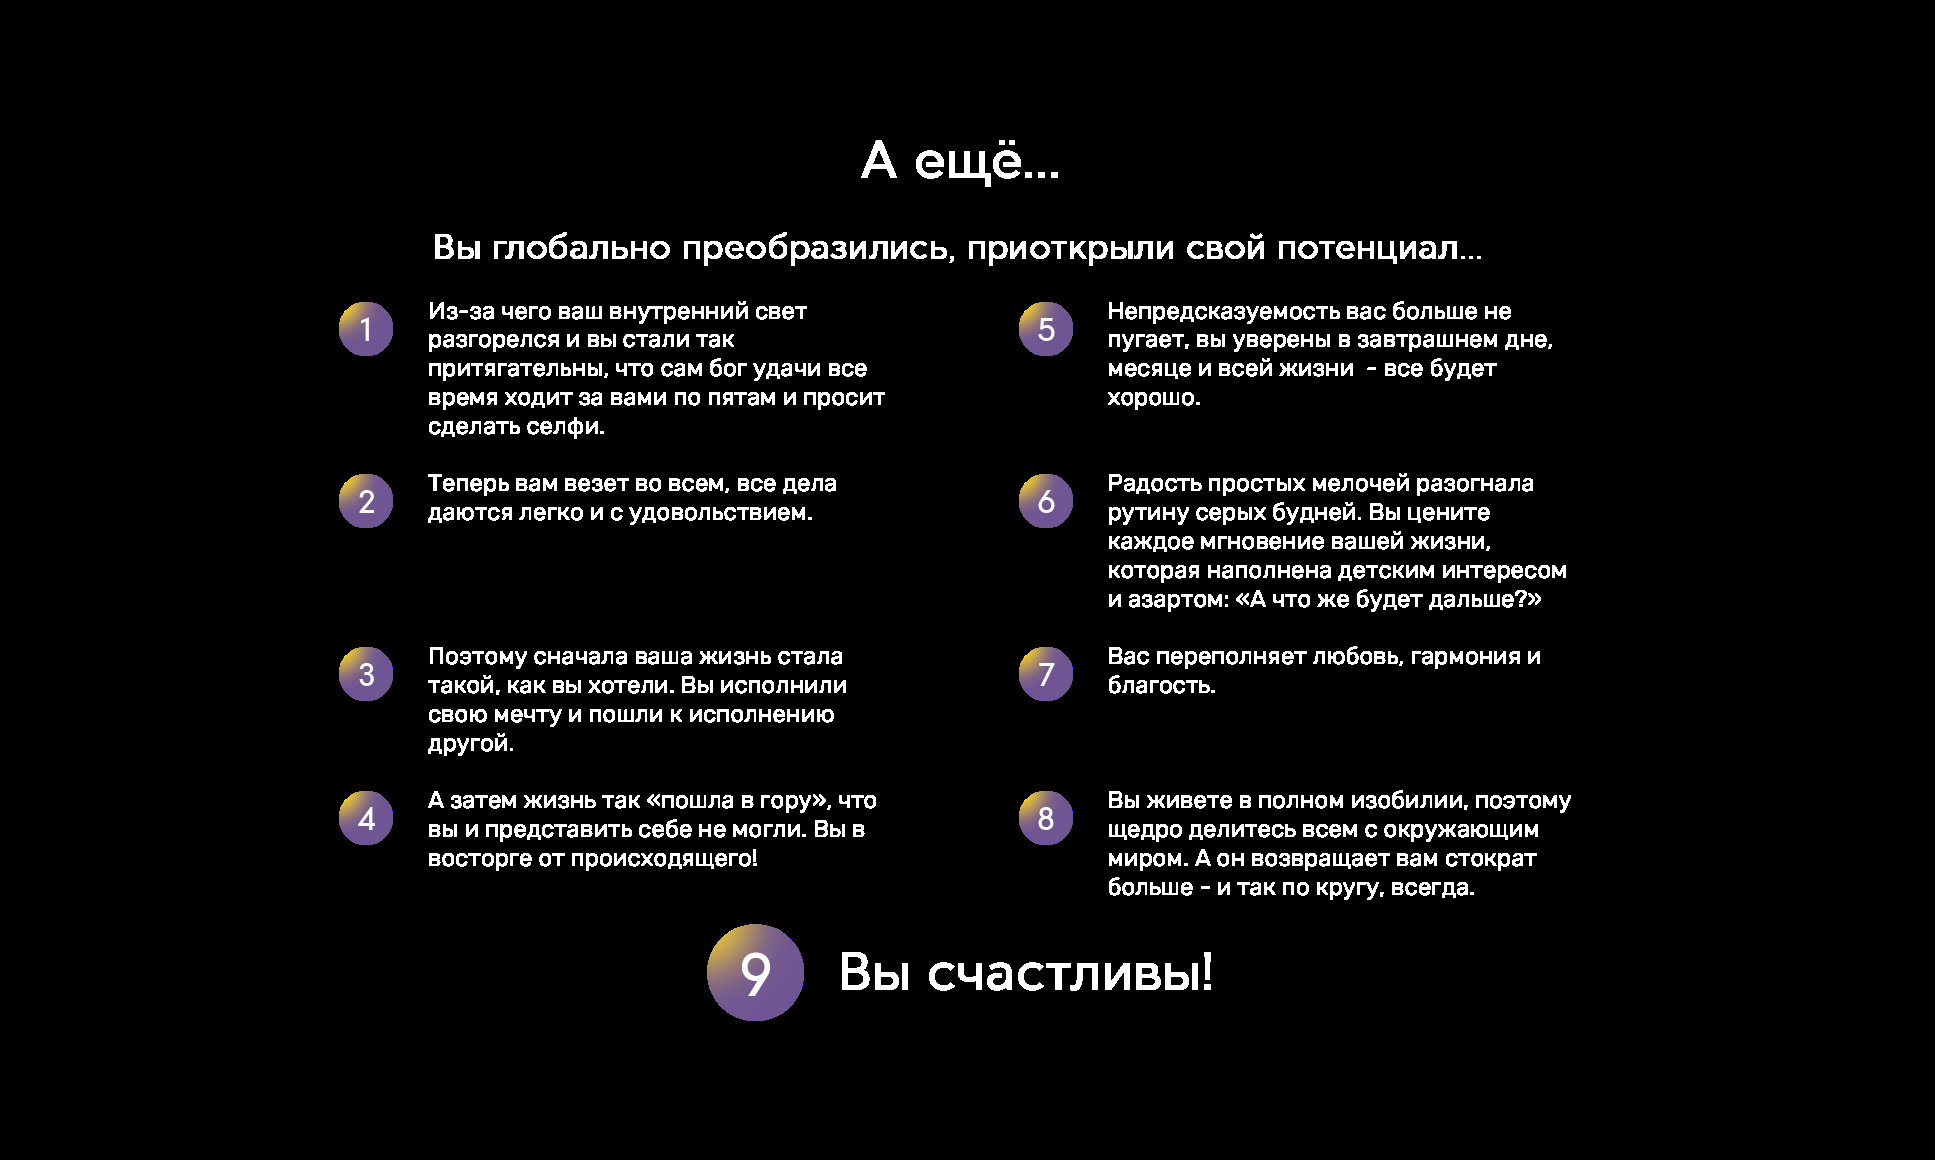 А ещё...
Вы глобально преобразились, приоткрыли свой потенциал...
1
Из-за чего ваш внутренний свет
разгорелся и вы стали так
притягательны, что сам бог удачи все
время ходит за вами по пятам и просит
сделать селфи.
2
Теперь вам везет во всем, все дела
даются легко и с удовольствием.
3
Поэтому сначала ваша жизнь стала
такой, как вы хотели. Вы исполнили
свою мечту и пошли к исполнению
другой.
4
А затем жизнь так «пошла в гору», что
вы и представить себе не могли. Вы в
восторге от происходящего!
5
Непредсказуемость вас больше не
пугает, вы уверены в завтрашнем дне,
месяце и всей жизни  - все будет
хорошо.
6
Радость простых мелочей разогнала
рутину серых будней. Вы цените
каждое мгновение вашей жизни,
которая наполнена детским интересом
и азартом: «А что же будет дальше?»
7
Вас переполняет любовь, гармония и
благость.
8
Вы живете в полном изобилии, поэтому
щедро делитесь всем с окружающим
миром. А он возвращает вам стократ
больше - и так по кругу, всегда.
9
Вы счастливы!